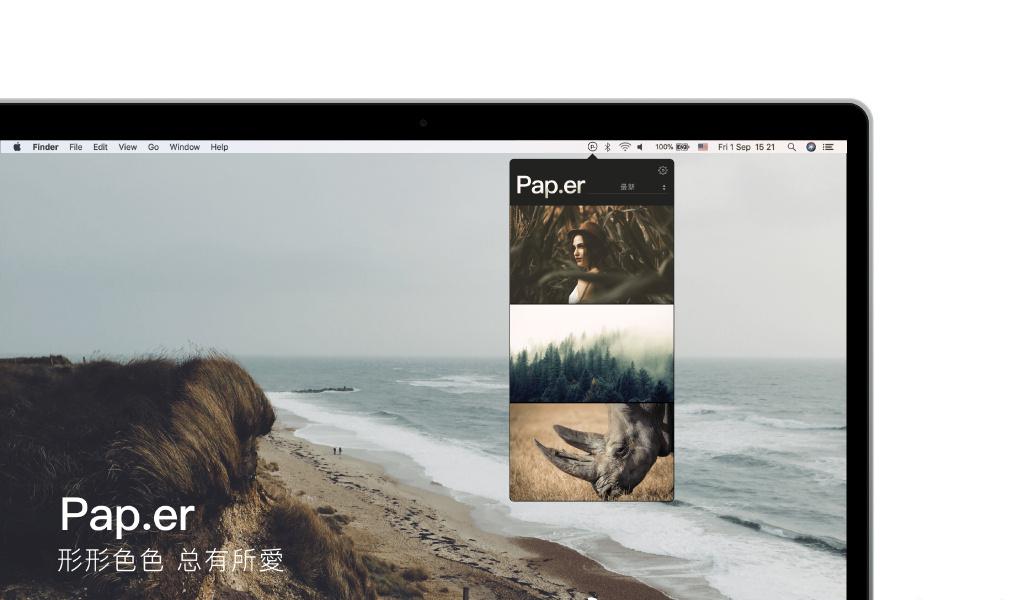 Finder File Edit View Go Window Help 100% Fri 1 Sep 15 21
Pap.er
最新
Pap.er
形形色色 总有所愛